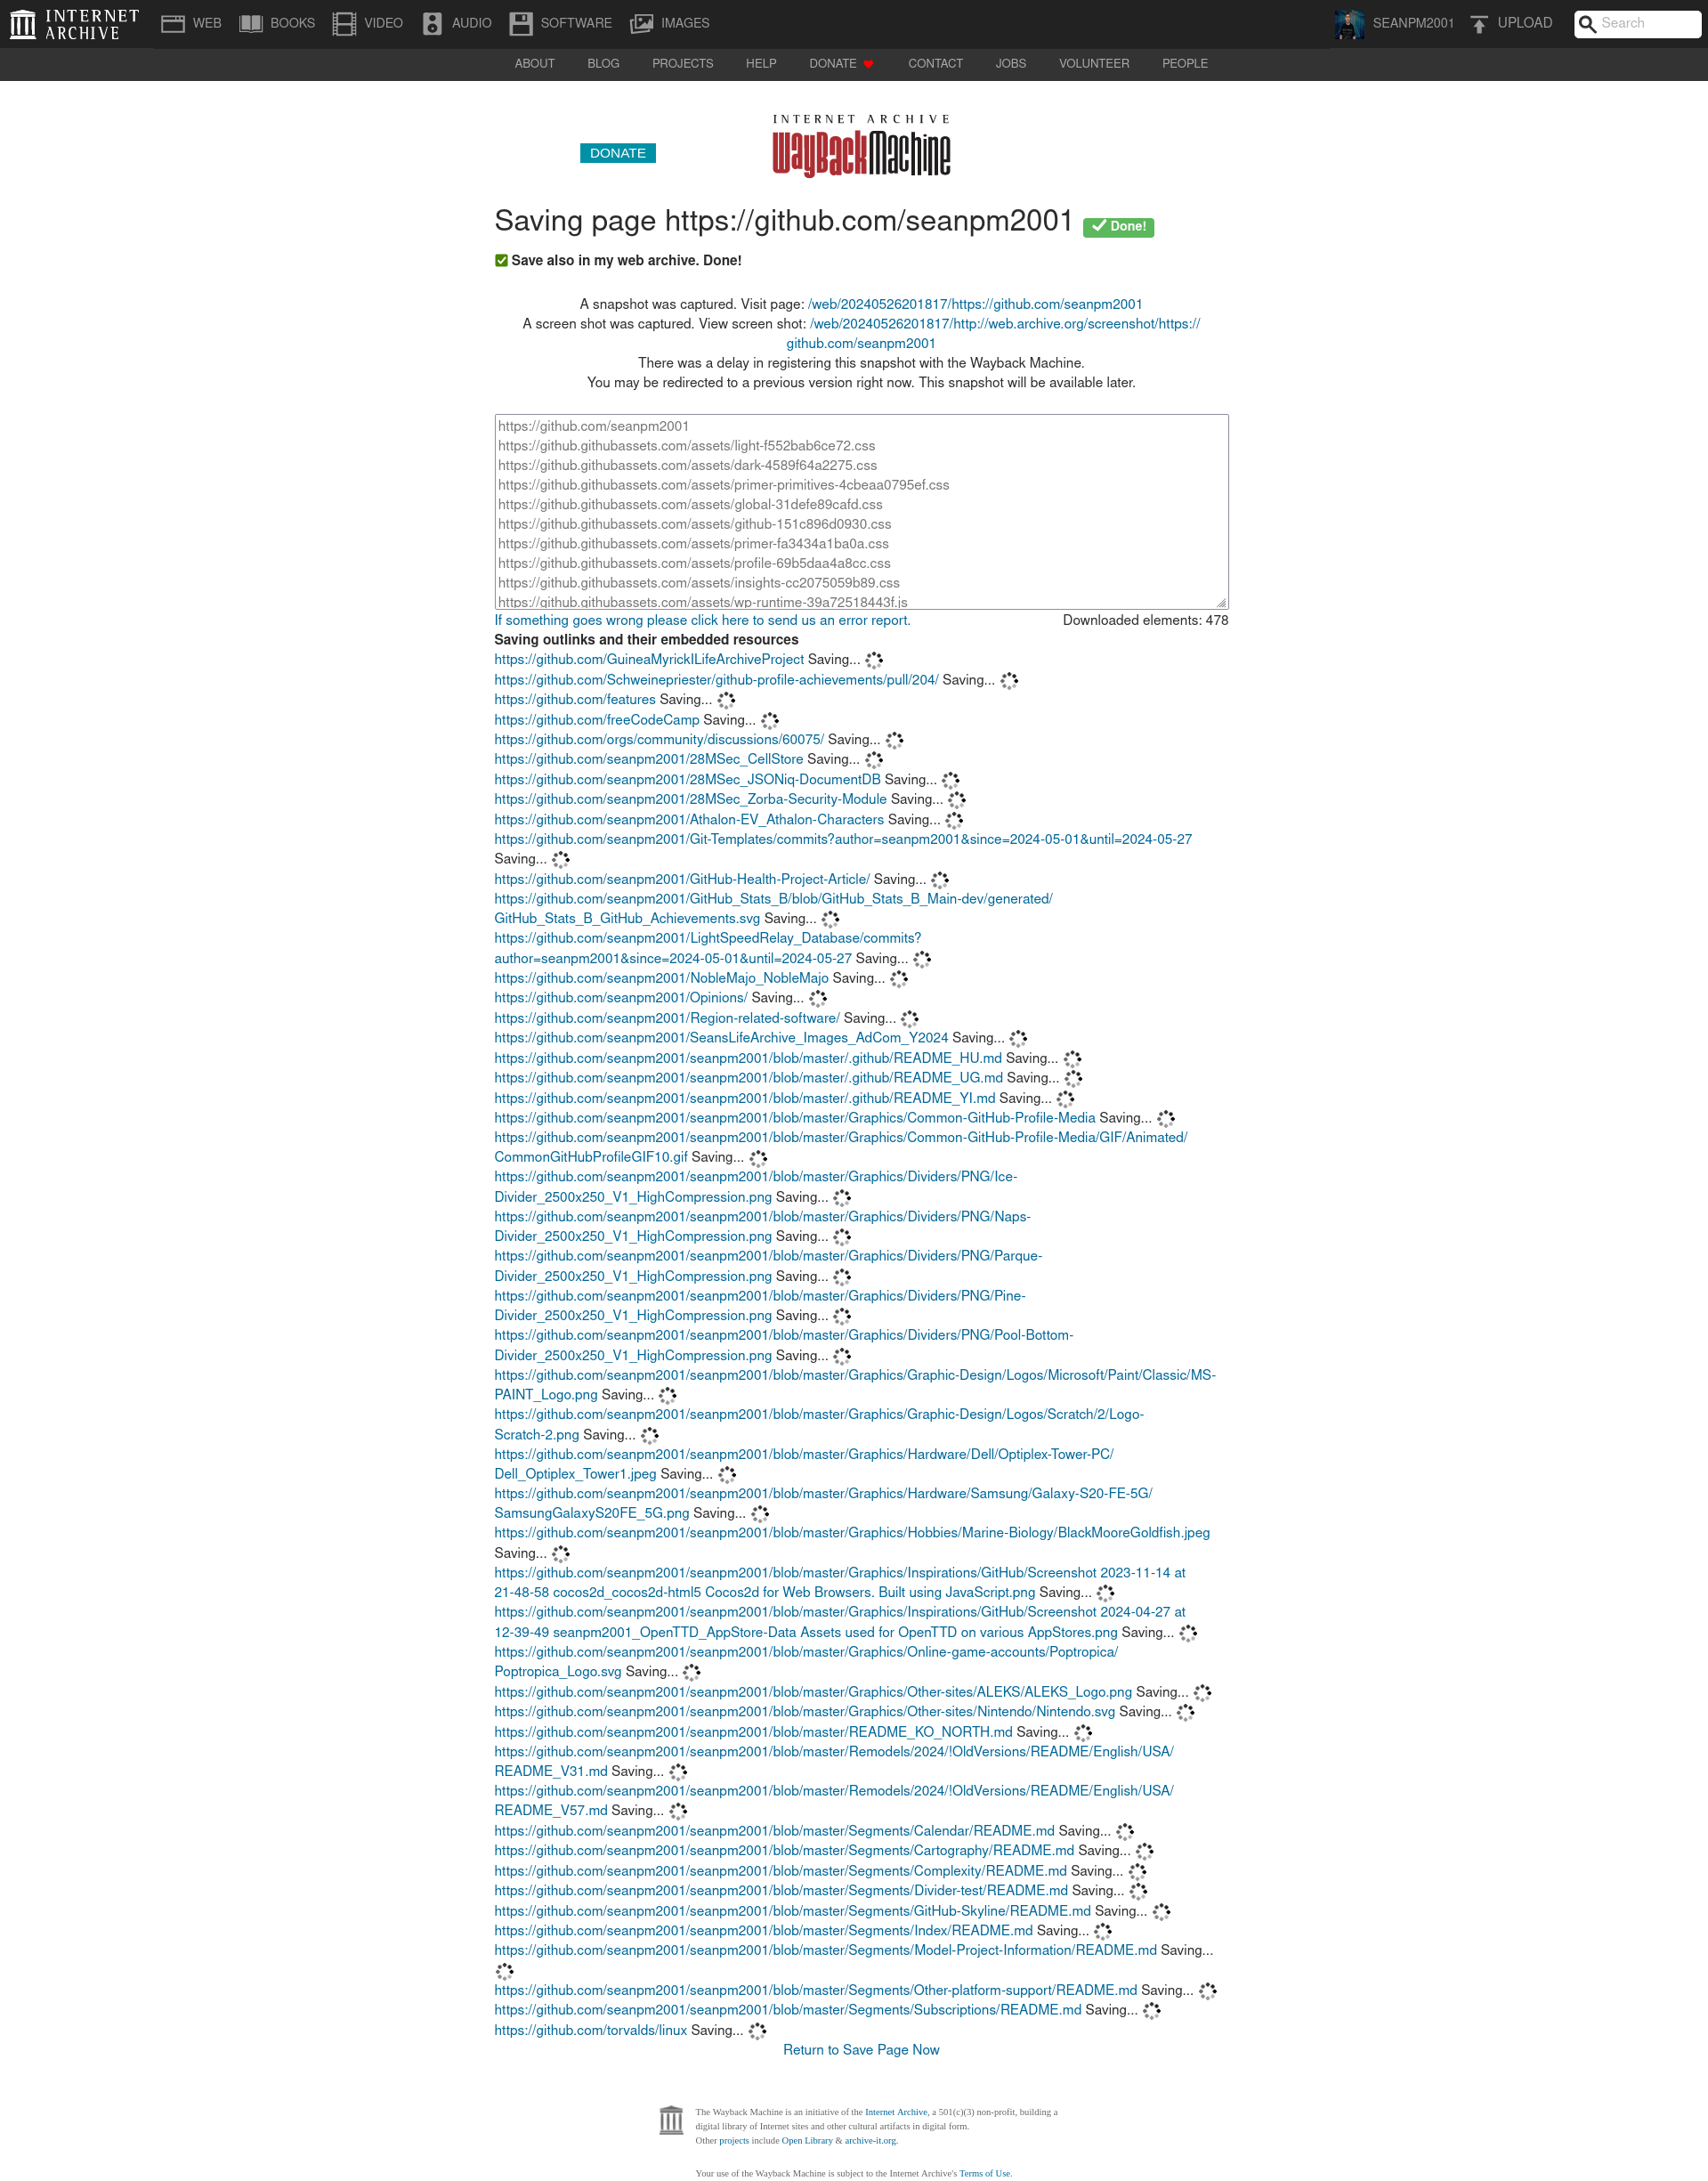 INTERNET ARCHIVE
WEB
BOOKS
VIDEO
AUDIO
SOFTWARE
IMAGES
SEANPM2001
UPLOAD
Search
ABOUT
BLOG
PROJECTS
HELP
DONATE
CONTACT
JOBS
VOLUNTEER
PEOPLE
DONATE
INTERNET ARCHIVE
WayBackMachine
Saving page https://github.com/seanpm2001 Done!
Save also in my web archive. Done!
A snapshot was captured. Visit page: /web/20240526201817/https://github.com/seanpm2001
A screen shot was captured. View screen shot: /web/20240526201817/http://web.archive.org/screenshot/https://
github.com/seanpm2001
There was a delay in registering this snapshot with the Wayback Machine.
You may be redirected to a previous version right now. This snapshot will be available later.
https://github.com/seanpm2001
https://github.githubassets.com/assets/light-f552bab6ce72.css
https://github.githubassets.com/assets/dark-4589f64a2275.css
https://github.githubassets.com/assets/primer-primitives-4cbeaa0795ef.css
https://github.githubassets.com/assets/global-31defe89cafd.css
https://github.githubassets.com/assets/github-151c896d0930.css
https://github.githubassets.com/assets/primer-fa3434a1ba0a.css
https://github.githubassets.com/assets/profile-69b5daa4a8cc.css
https://github.githubassets.com/assets/insights-cc2075059b89.css
https://github.githubassets.com/assets/wp-runtime-39a72518443f.js
If something goes wrong please click here to send us an error report.
Downloaded elements: 478
Saving outlinks and their embedded resources
https://github.com/GuineaMyrickILifeArchiveProject Saving...
https://github.com/Schweinepriester/github-profile-achievements/pull/204/ Saving...
https://github.com/features Saving...
https://github.com/freeCodeCamp Saving...
https://github.com/orgs/community/discussions/60075/ Saving...
https://github.com/seanpm2001/28MSec_CellStore Saving...
https://github.com/seanpm2001/28MSec_JSONiq-DocumentDB Saving...
https://github.com/seanpm2001/28MSec_Zorba-Security-Module Saving...
https://github.com/seanpm2001/Athalon-EV_Athalon-Characters Saving...
https://github.com/seanpm2001/Git-Templates/commits?author=seanpm2001&since=2024-05-01&until=2024-05-27
Saving...
https://github.com/seanpm2001/GitHub-Health-Project-Article/ Saving...
https://github.com/seanpm2001/GitHub_Stats_B/blob/GitHub_Stats_B_Main-dev/generated/
GitHub_Stats_B_GitHub_Achievements.svg Saving...
https://github.com/seanpm2001/LightSpeedRelay_Database/commits?
author=seanpm2001&since=2024-05-01&until=2024-05-27 Saving...
https://github.com/seanpm2001/NobleMajo_NobleMajo Saving...
https://github.com/seanpm2001/Opinions/ Saving...
https://github.com/seanpm2001/Region-related-software/ Saving...
https://github.com/seanpm2001/SeansLifeArchive_Images_AdCom_Y2024 Saving...
https://github.com/seanpm2001/seanpm2001/blob/master/.github/README_HU.md Saving...
https://github.com/seanpm2001/seanpm2001/blob/master/.github/README_UG.md Saving...
https://github.com/seanpm2001/seanpm2001/blob/master/.github/README_YI.md Saving...
https://github.com/seanpm2001/seanpm2001/blob/master/Graphics/Common-GitHub-Profile-Media Saving...
https://github.com/seanpm2001/seanpm2001/blob/master/Graphics/Common-GitHub-Profile-Media/GIF/Animated/
CommonGitHubProfileGIF10.gif Saving...
https://github.com/seanpm2001/seanpm2001/blob/master/Graphics/Dividers/PNG/Ice-
Divider_2500x250_V1_HighCompression.png Saving...
https://github.com/seanpm2001/seanpm2001/blob/master/Graphics/Dividers/PNG/Naps-
Divider_2500x250_V1_HighCompression.png Saving...
https://github.com/seanpm2001/seanpm2001/blob/master/Graphics/Dividers/PNG/Parque-
Divider_2500x250_V1_HighCompression.png Saving...
https://github.com/seanpm2001/seanpm2001/blob/master/Graphics/Dividers/PNG/Pine-
Divider_2500x250_V1_HighCompression.png Saving...
https://github.com/seanpm2001/seanpm2001/blob/master/Graphics/Dividers/PNG/Pool-Bottom-
Divider_2500x250_V1_HighCompression.png Saving...
https://github.com/seanpm2001/seanpm2001/blob/master/Graphics/Graphic-Design/Logos/Microsoft/Paint/Classic/MS-
PAINT_Logo.png Saving...
https://github.com/seanpm2001/seanpm2001/blob/master/Graphics/Graphic-Design/Logos/Scratch/2/Logo-
Scratch-2.png Saving...
https://github.com/seanpm2001/seanpm2001/blob/master/Graphics/Hardware/Dell/Optiplex-Tower-PC/
Dell_Optiplex_Tower1.jpeg Saving...
https://github.com/seanpm2001/seanpm2001/blob/master/Graphics/Hardware/Samsung/Galaxy-S20-FE-5G/
SamsungGalaxyS20FE_5G.png Saving...
https://github.com/seanpm2001/seanpm2001/blob/master/Graphics/Hobbies/Marine-Biology/BlackMooreGoldfish.jpeg
Saving...
https://github.com/seanpm2001/seanpm2001/blob/master/Graphics/Inspirations/GitHub/Screenshot 2023-11-14 at
21-48-58 cocos2d_cocos2d-html5 Cocos2d for Web Browsers. Built using JavaScript.png Saving...
https://github.com/seanpm2001/seanpm2001/blob/master/Graphics/Inspirations/GitHub/Screenshot 2024-04-27 at
12-39-49 seanpm2001_OpenTTD_AppStore-Data Assets used for OpenTTD on various AppStores.png Saving...
https://github.com/seanpm2001/seanpm2001/blob/master/Graphics/Online-game-accounts/Poptropica/
Poptropica_Logo.svg Saving...
https://github.com/seanpm2001/seanpm2001/blob/master/Graphics/Other-sites/ALEKS/ALEKS_Logo.png Saving...
https://github.com/seanpm2001/seanpm2001/blob/master/Graphics/Other-sites/Nintendo/Nintendo.svg Saving...
https://github.com/seanpm2001/seanpm2001/blob/master/README_KO_NORTH.md Saving...
https://github.com/seanpm2001/seanpm2001/blob/master/Remodels/2024/!OldVersions/README/English/USA/
README_V31.md Saving...
https://github.com/seanpm2001/seanpm2001/blob/master/Remodels/2024/!OldVersions/README/English/USA/
README_V57.md Saving...
https://github.com/seanpm2001/seanpm2001/blob/master/Segments/Calendar/README.md Saving...
https://github.com/seanpm2001/seanpm2001/blob/master/Segments/Cartography/README.md Saving...
https://github.com/seanpm2001/seanpm2001/blob/master/Segments/Complexity/README.md Saving...
https://github.com/seanpm2001/seanpm2001/blob/master/Segments/Divider-test/README.md Saving...
https://github.com/seanpm2001/seanpm2001/blob/master/Segments/GitHub-Skyline/README.md Saving...
https://github.com/seanpm2001/seanpm2001/blob/master/Segments/Index/README.md Saving...
https://github.com/seanpm2001/seanpm2001/blob/master/Segments/Model-Project-Information/README.md Saving...
https://github.com/seanpm2001/seanpm2001/blob/master/Segments/Other-platform-support/README.md Saving...
https://github.com/seanpm2001/seanpm2001/blob/master/Segments/Subscriptions/README.md Saving...
https://github.com/torvalds/linux Saving...
Return to Save Page Now
The Wayback Machine is an initiative of the Internet Archive, a 501(c)(3) non-profit, building a
digital library of Internet sites and other cultural artifacts in digital form.
Other projects include Open Library & archive-it.org.
Your use of the Wayback Machine is subject to the Internet Archive's Terms of Use.